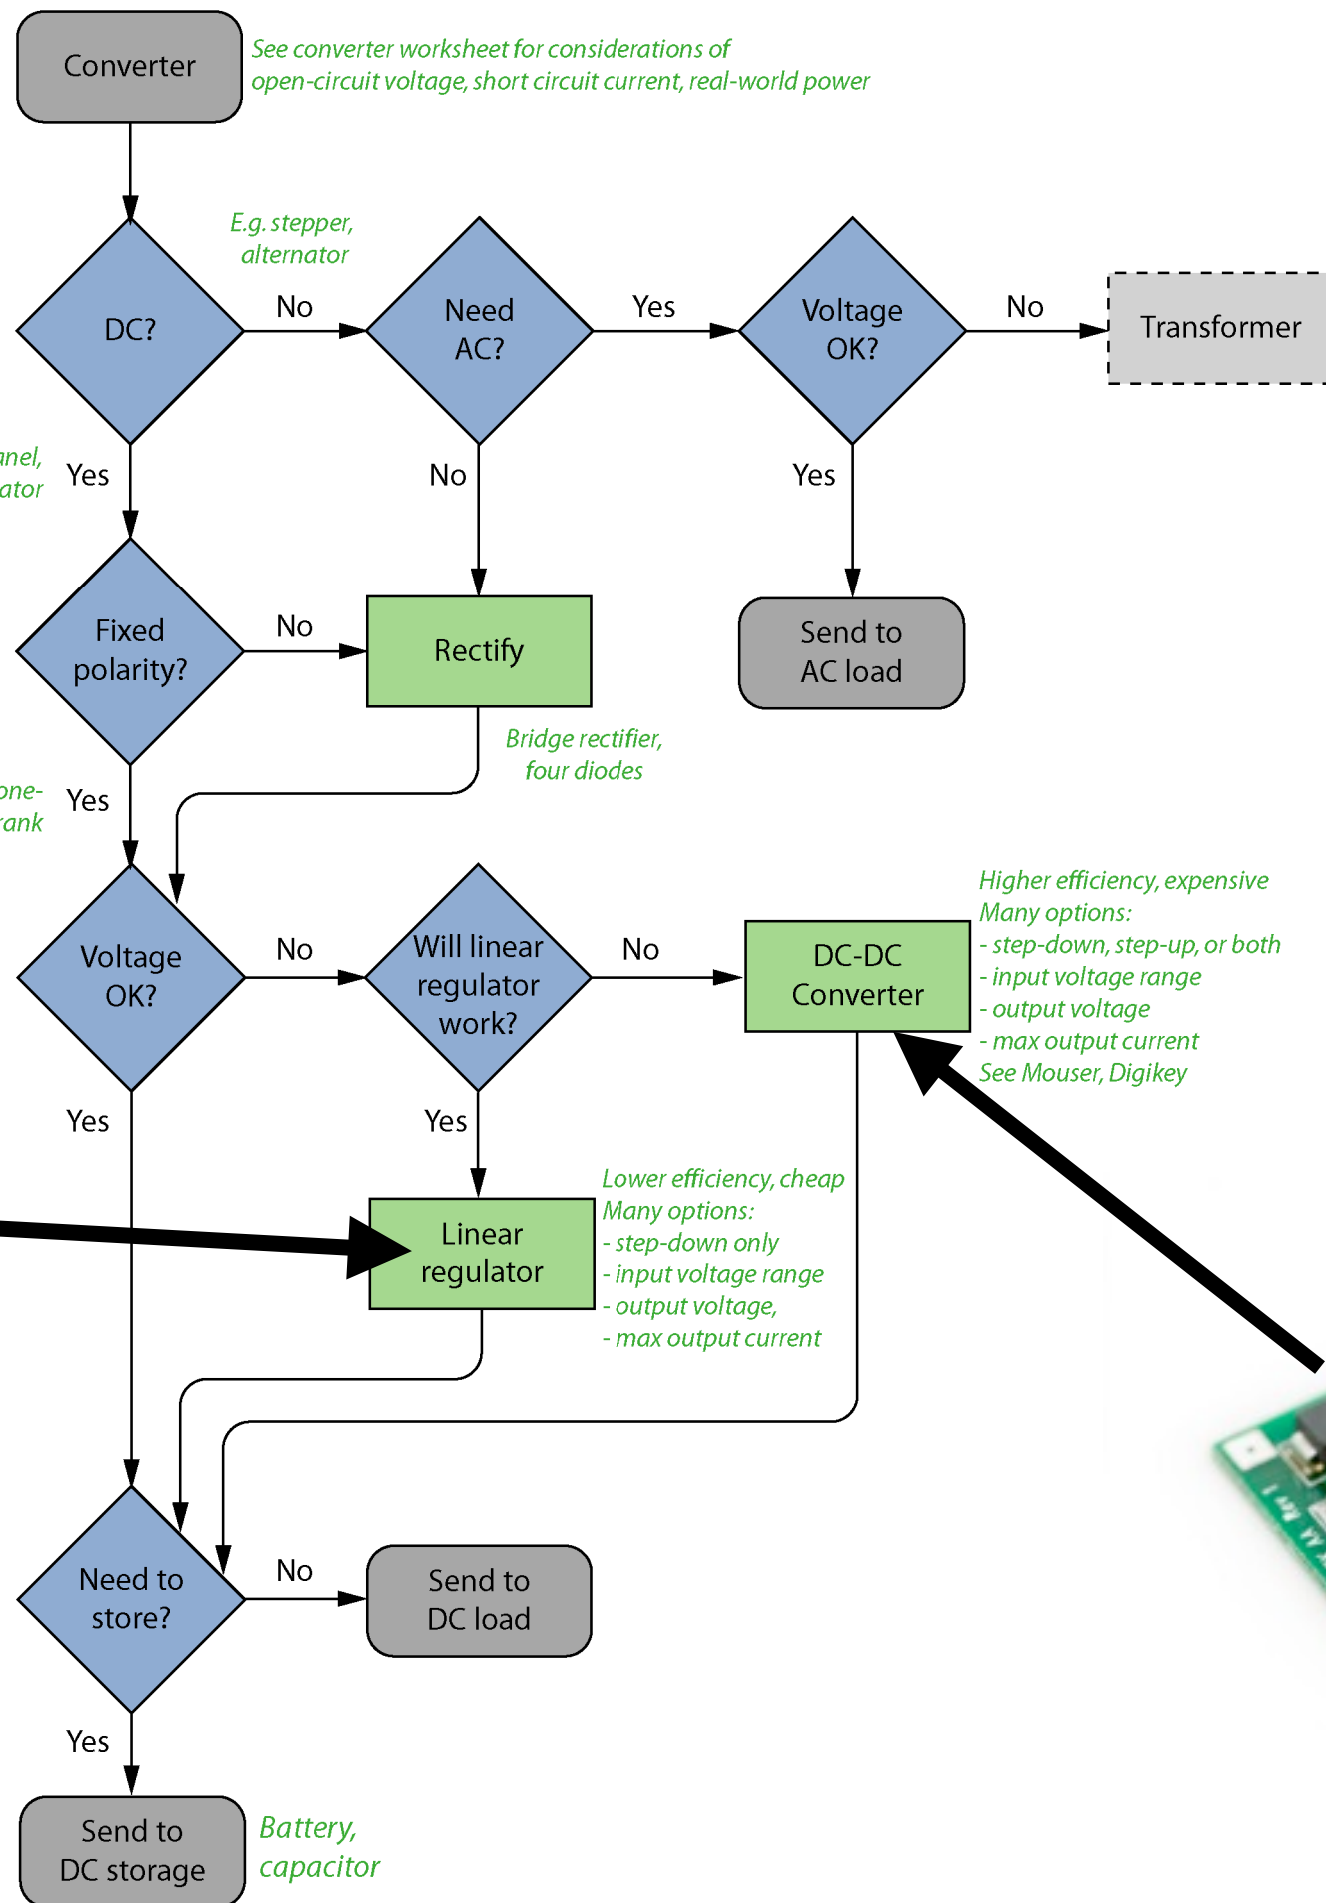 Converter
See converter worksheet for considerations of
open-circuit voltage, short circuit current, real-world power
E.g. stepper,
alternator
DC?
No
Need
AC?
Yes
Voltage
OK?
No
Transformer
Yes
No
Yes
Fixed
polarity?
No
Rectify
Send to
AC load
Bridge rectifier,
four diodes
Yes
Voltage
OK?
No
Will linear
regulator
work?
No
DC-DC
Converter
Higher efficiency, expensive
Many options:
- step-down, step-up, or both
- input voltage range
- output voltage
- max output current
See Mouser, Digikey
Yes
Yes
Linear
regulator
Lower efficiency, cheap
Many options:
- step-down only
- input voltage range
- output voltage,
- max output current
Need to
store?
No
Send to
DC load
AA Rev 1
Yes
Send to
DC storage
Battery,
capacitor